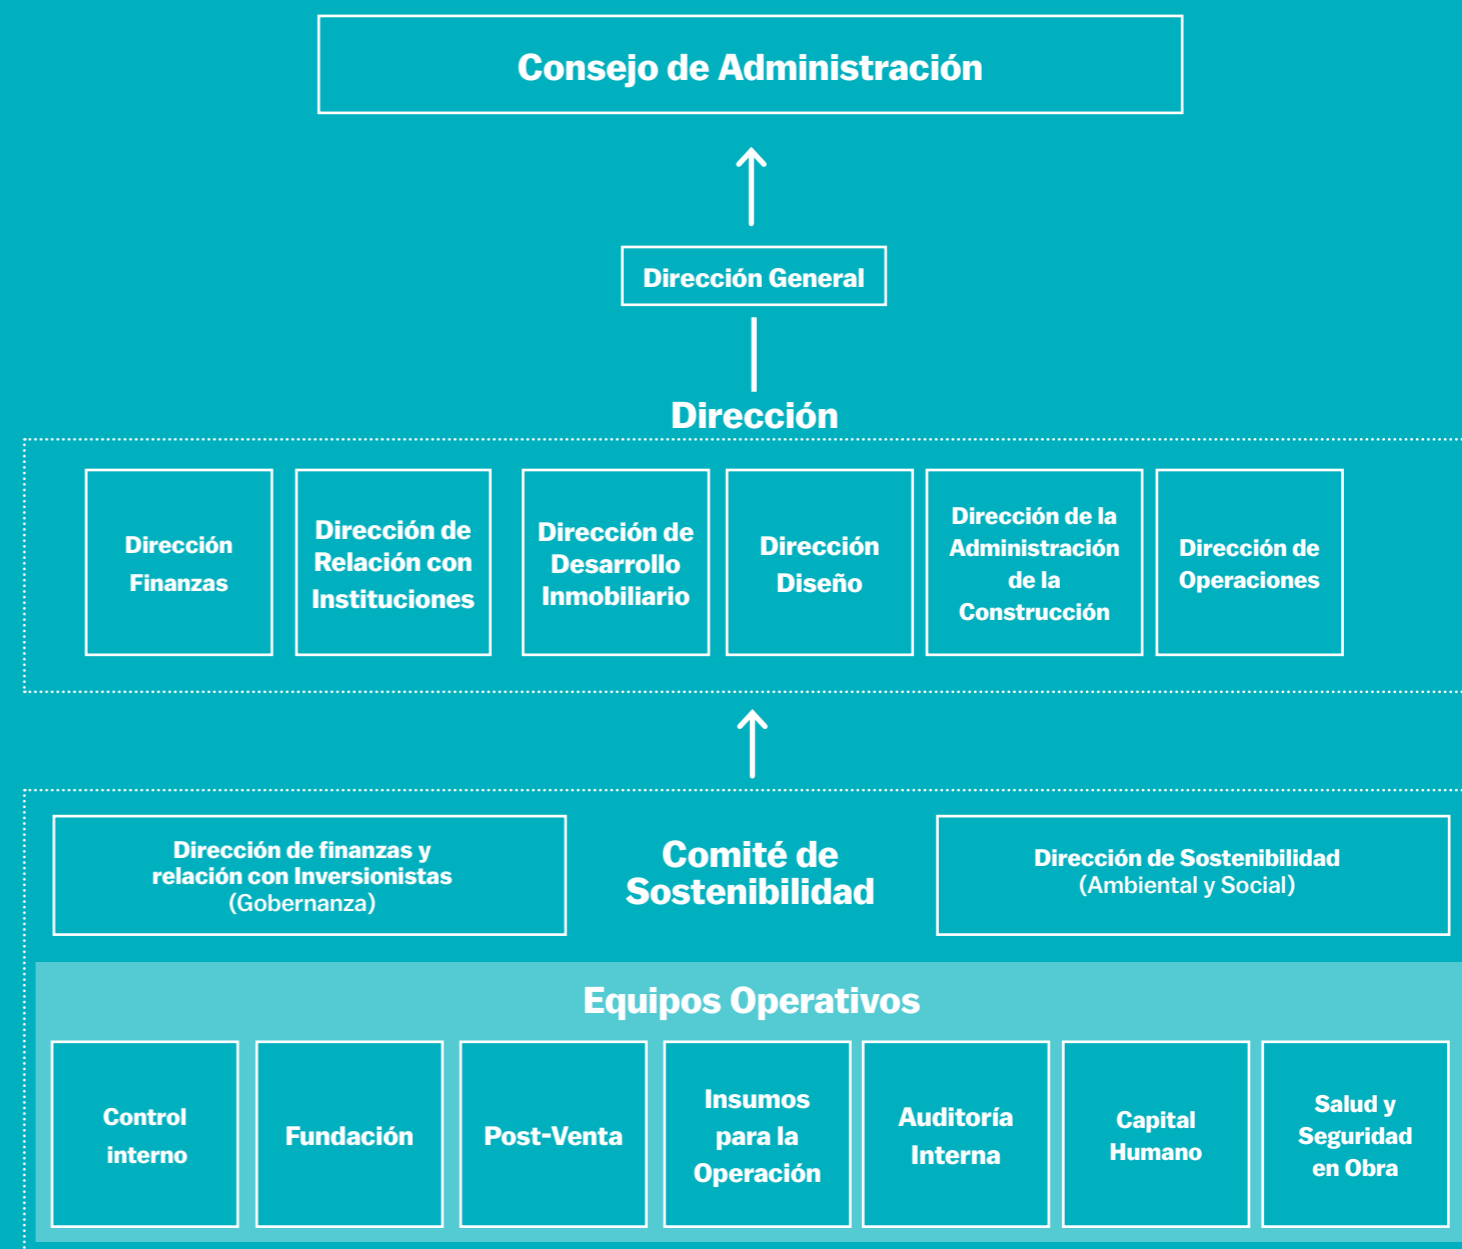 Consejo de Administración
Dirección General
Dirección
Dirección
Finanzas
Dirección de
Relación con
Instituciones
Dirección de
Desarrollo
Inmobiliario
Dirección
Diseño
Dirección de la
Administración
de la
Construcción
Dirección de
Operaciones
Dirección de finanzas y
relación con Inversionistas
(Gobernanza)
Comité de
Sostenibilidad
Dirección de Sostenibilidad
(Ambiental y Social)
Equipos Operativos
Control
interno
Fundación
Post-Venta
Insumos
para la
Operación
Auditoría
Interna
Capital
Humano
Salud y
Seguridad
en Obra